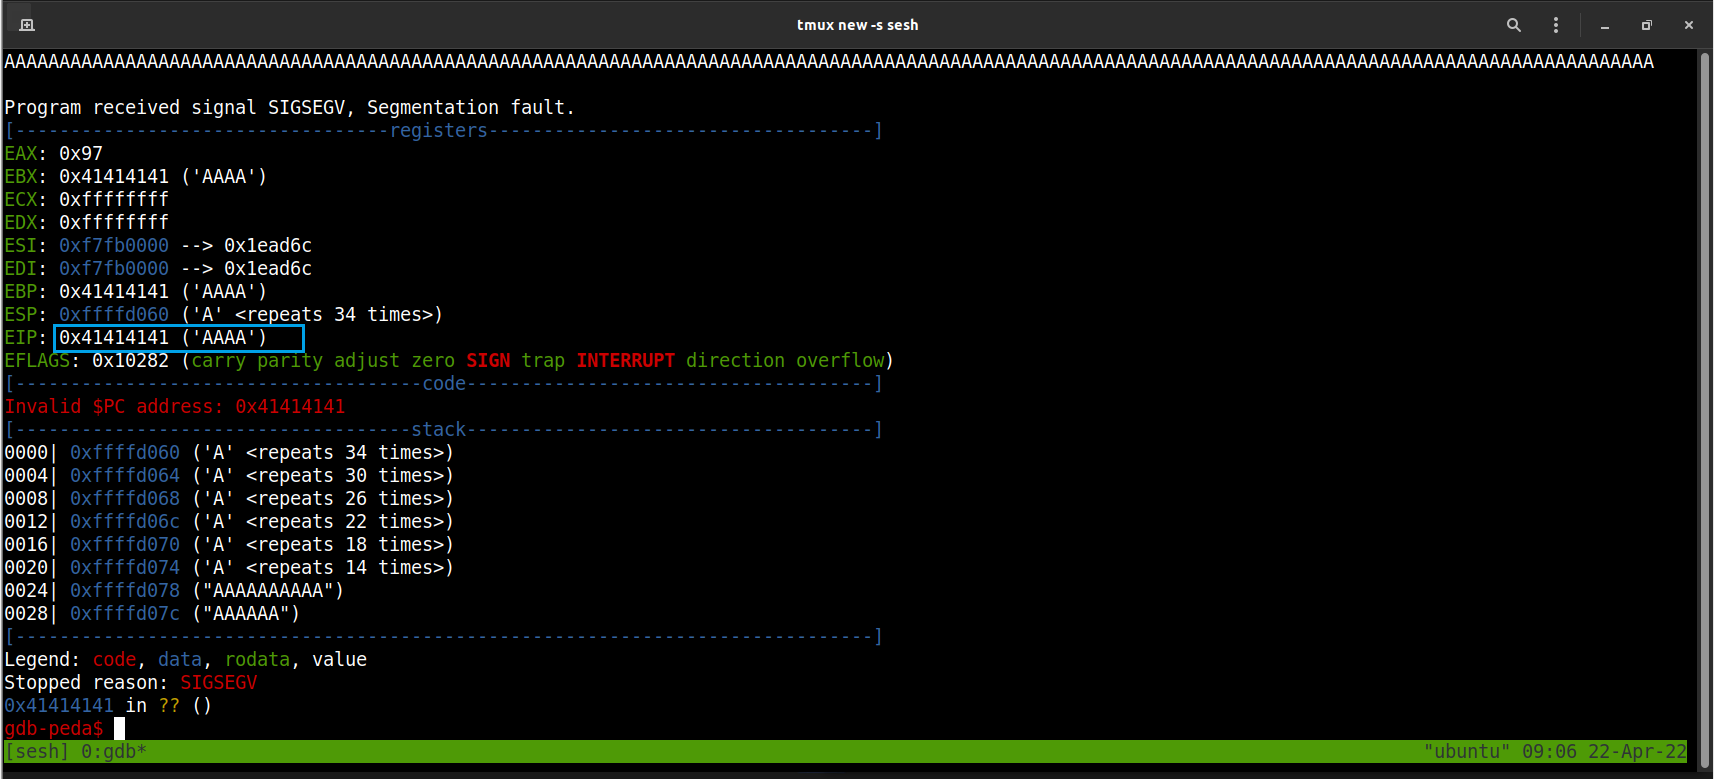 tmux new -s sesh
AAAAAAAAAAAAAAAAAAAAAAAAAAAAAAAAAAAAAAAAAAAAAAAAAAAAAAAAAAAAAAAAAAAAAAAAAAAAAAAAAAAAAAAAAAAAAAAAAAAAAAAAAAAAAAAAAAAAAAAAAAAAAAAAAAAAAAAAAAAAAAAAAAAAAAAAAA
Program received signal SIGSEGV, Segmentation fault.
[----------------------------------registers-----------------------------------]
EAX: 0x97
EBX: 0x41414141 ('AAAA')
ECX: 0xffffffff
EDX: 0xffffffff
ESI: 0xf7fb0000 --> 0x1ead6c
EDI: 0xf7fb0000 --> 0x1ead6c
EBP: 0x41414141 ('AAAA')
ESP: 0xffffd060 ('A' <repeats 34 times>)
EIP: 0x41414141 ('AAAA')
EFLAGS: 0x10282 (carry parity adjust zero SIGN trap INTERRUPT direction overflow)
[-------------------------------------code-------------------------------------]
Invalid $PC address: 0x41414141
[------------------------------------stack-------------------------------------]
0000| 0xffffd060 ('A' <repeats 34 times>)
0004| 0xffffd064 ('A' <repeats 30 times>)
0008| 0xffffd068 ('A' <repeats 26 times>)
0012| 0xffffd06c ('A' <repeats 22 times>)
0016| 0xffffd070 ('A' <repeats 18 times>)
0020| 0xffffd074 ('A' <repeats 14 times>)
0024| 0xffffd078 ("AAAAAAAAAA")
0028| 0xffffd07c ("AAAAAA")
[------------------------------------------------------------------------------]
Legend: code, data, rodata, value
Stopped reason: SIGSEGV
0x41414141 in ?? ()
gdb-peda$
[sesh] 0:gdb* "ubuntu" 09:06 22-Apr-22